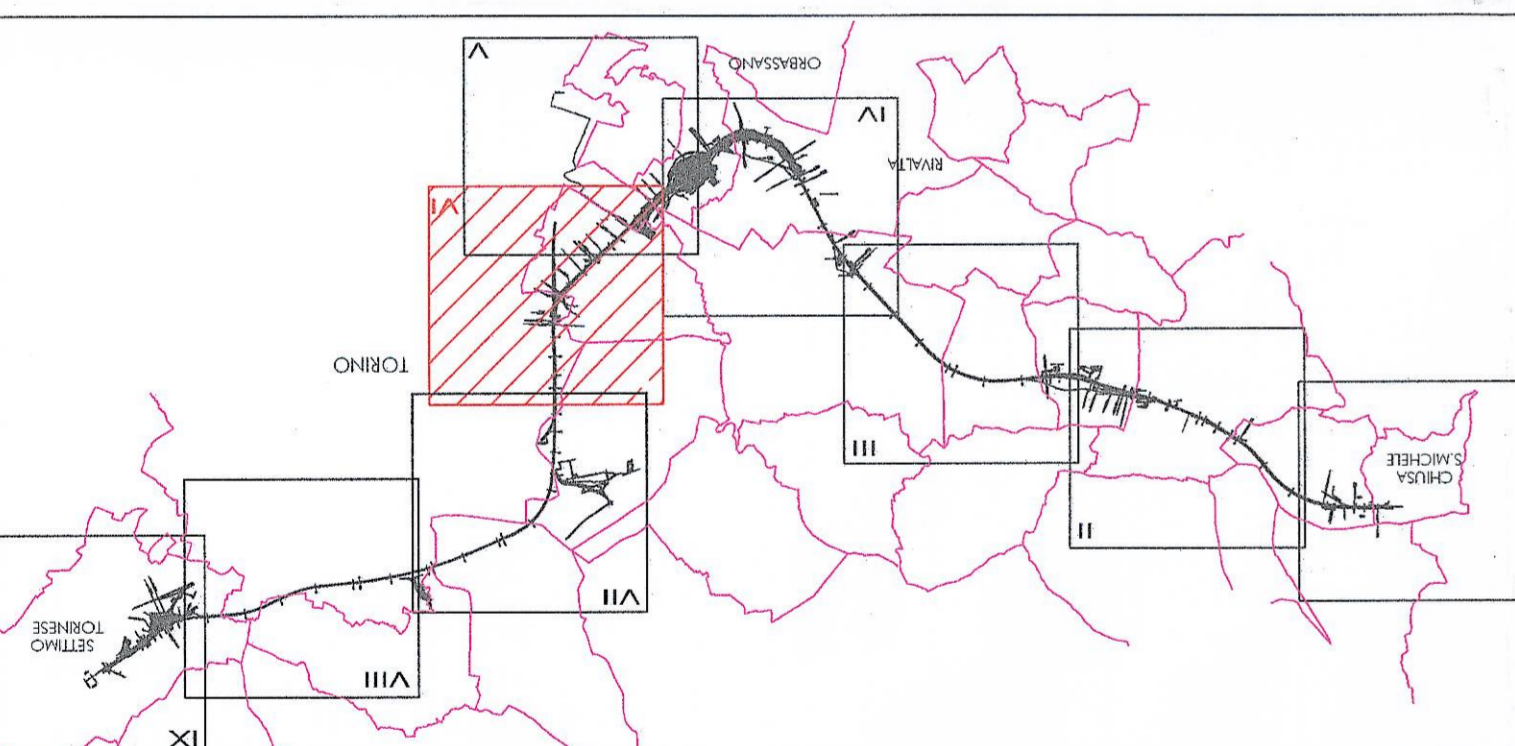 IX
VIII
SETTIMO
TORINESE
VII
II
CHIUSA
S.MICHELE
III
TORINO
VI
RIVALTA
IV
ORBASSANO
V